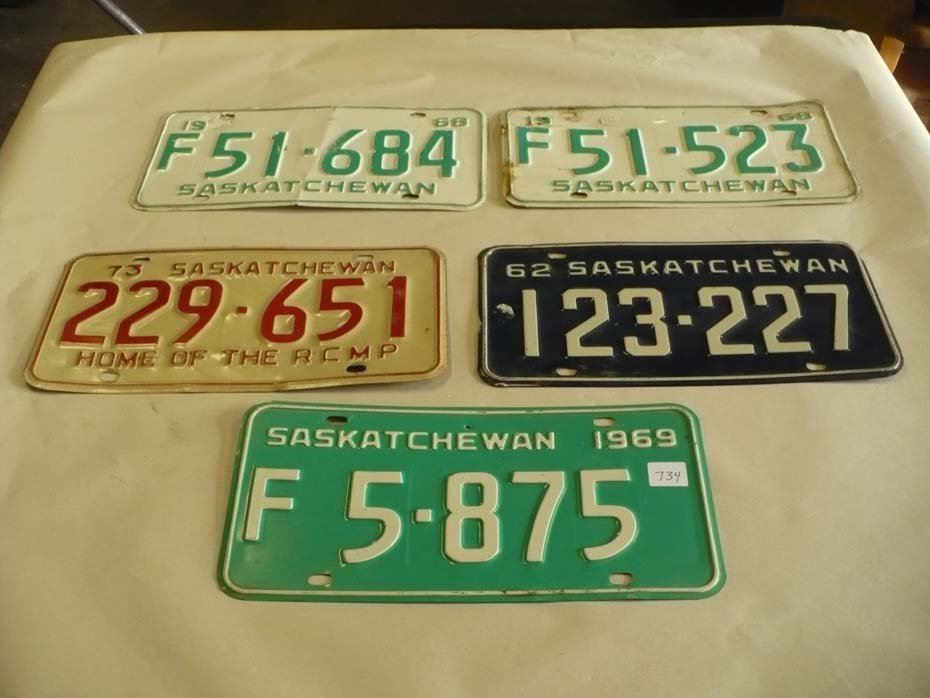 19 68
F51·684
SASKATCHEWAN
19 68
F51·523
SASKATCHEWAN
73 SASKATCHEWAN
229·651
HOME OF THE RCMP
62 SASKATCHEWAN
123·227
SASKATCHEWAN 1969
F 5·875
734